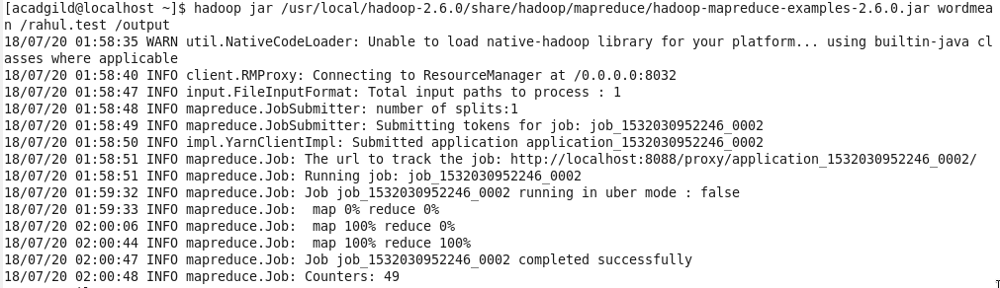 [acadgild@localhost ~]$ hadoop jar /usr/local/hadoop-2.6.0/share/hadoop/mapreduce/hadoop-mapreduce-examples-2.6.0.jar wordmea
n /rahul.test /output
18/07/20 01:58:35 WARN util.NativeCodeLoader: Unable to load native-hadoop library for your platform... using builtin-java cl
asses where applicable
18/07/20 01:58:40 INFO client.RMProxy: Connecting to ResourceManager at /0.0.0.0:8032
18/07/20 01:58:47 INFO input.FileInputFormat: Total input paths to process : 1
18/07/20 01:58:48 INFO mapreduce.JobSubmitter: number of splits:1
18/07/20 01:58:49 INFO mapreduce.JobSubmitter: Submitting tokens for job: job_1532030952246_0002
18/07/20 01:58:50 INFO impl.YarnClientImpl: Submitted application application_1532030952246_0002
18/07/20 01:58:51 INFO mapreduce.Job: The url to track the job: http://localhost:8088/proxy/application_1532030952246_0002/
18/07/20 01:58:51 INFO mapreduce.Job: Running job: job_1532030952246_0002
18/07/20 01:59:32 INFO mapreduce.Job: Job job_1532030952246_0002 running in uber mode : false
18/07/20 01:59:33 INFO mapreduce.Job:  map 0% reduce 0%
18/07/20 02:00:06 INFO mapreduce.Job:  map 100% reduce 0%
18/07/20 02:00:44 INFO mapreduce.Job:  map 100% reduce 100%
18/07/20 02:00:47 INFO mapreduce.Job: Job job_1532030952246_0002 completed successfully
18/07/20 02:00:48 INFO mapreduce.Job: Counters: 49